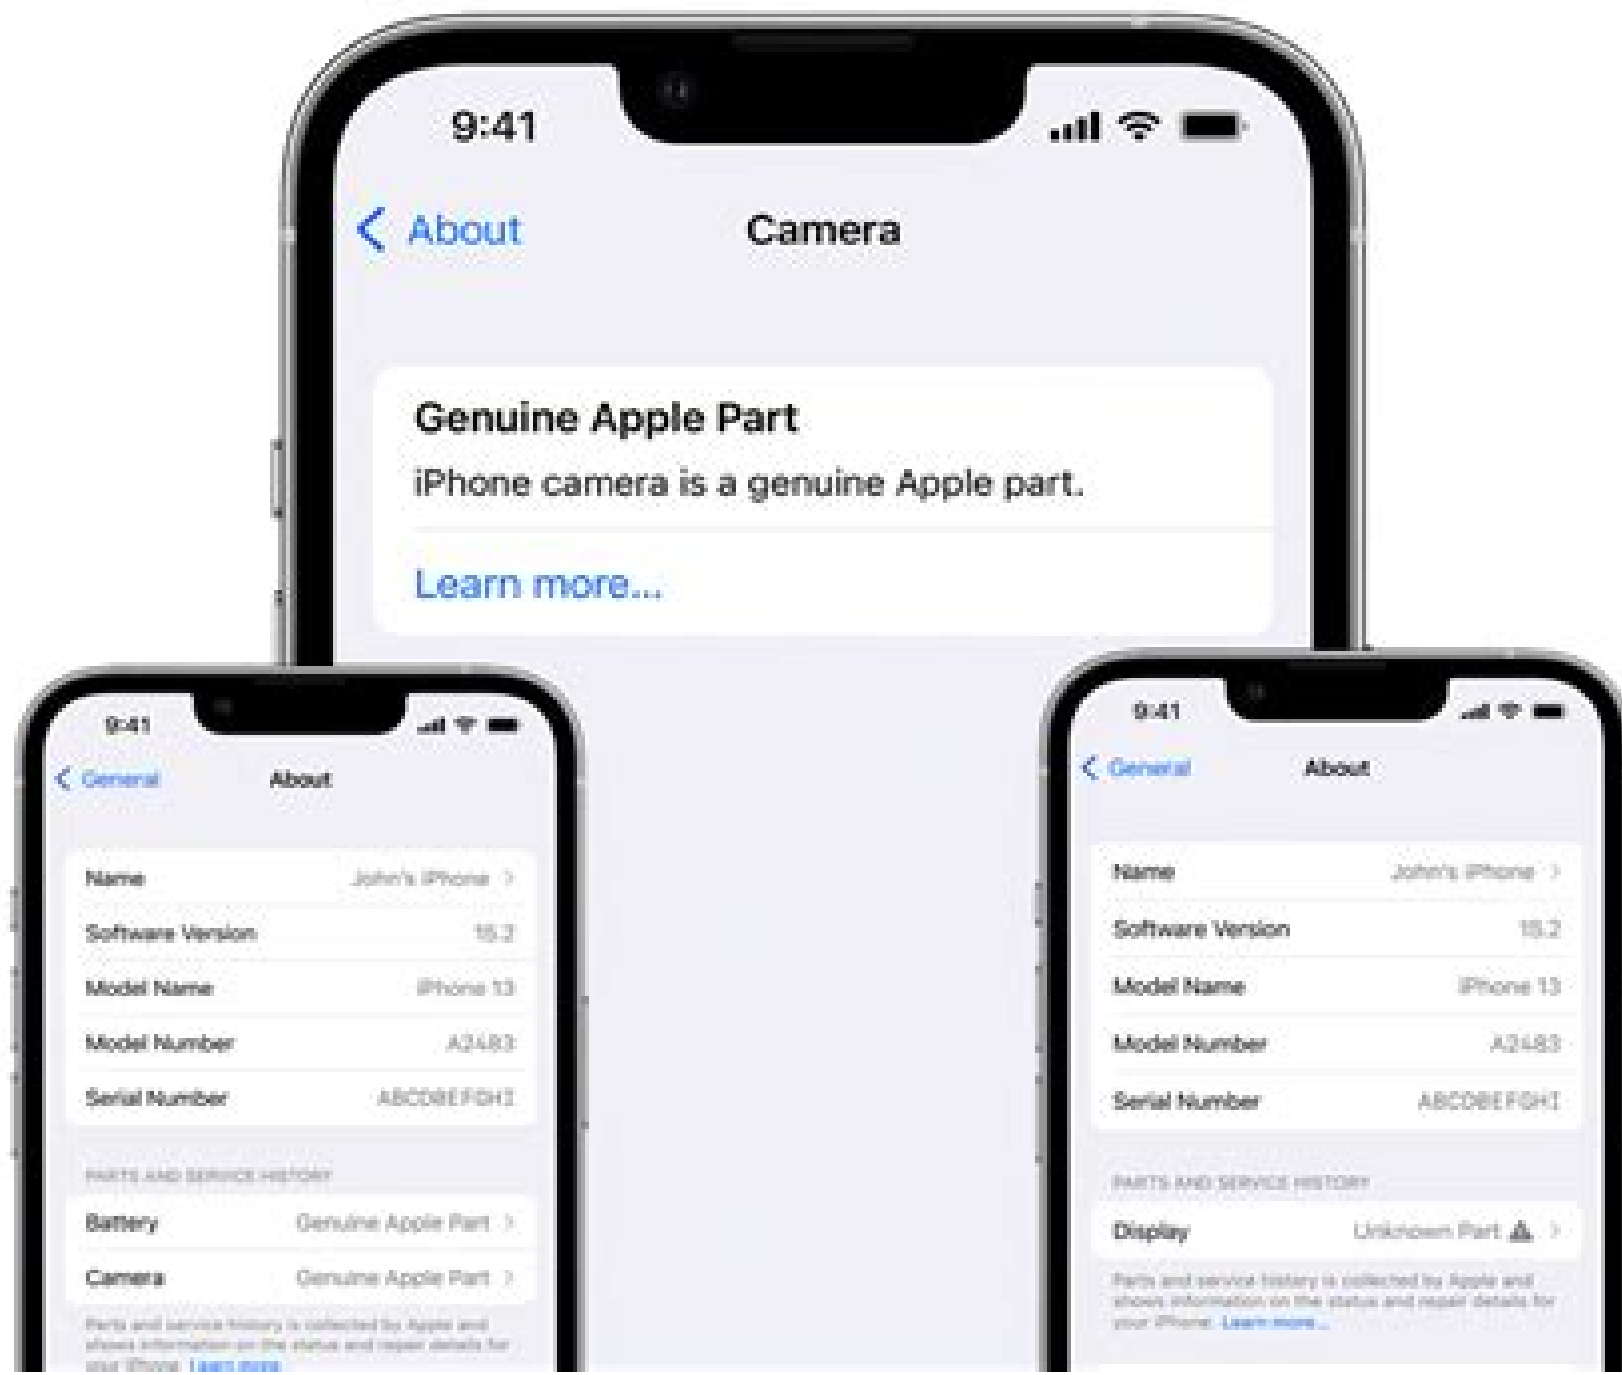 9:41
About
Camera
Genuine Apple Part
iPhone camera is a genuine Apple part.
Learn more...
9:41
General
About
Name
John's iPhone
Software Version
15.2
Model Name
iPhone 13
Model Number
A2483
Serial Number
ABCD0EFGHI
PARTS AND SERVICE HISTORY
Battery
Genuine Apple Part
Camera
Genuine Apple Part
Parts and service history is collected by Apple and
shows information on the status and repair details for
your iPhone. Learn more
9:41
General
About
Name
John's iPhone
Software Version
15.2
Model Name
iPhone 13
Model Number
A2483
Serial Number
ABCD0EFGHI
PARTS AND SERVICE HISTORY
Display
Unknown Part
Parts and service history is collected by Apple and
shows information on the status and repair details for
your iPhone. Learn more...